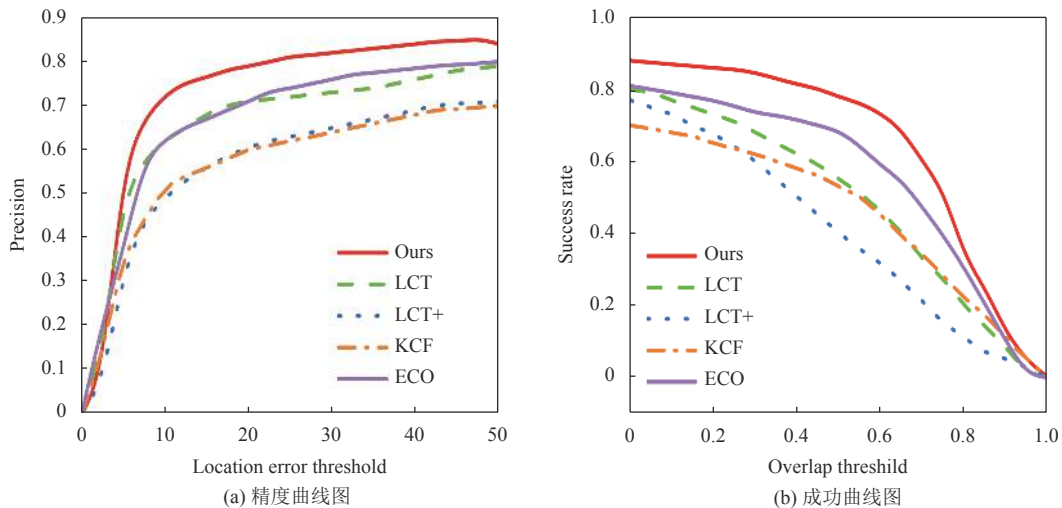 0.9
0.8
0.7
0.6
0.5
0.4
0.3
0.2
0.1
0
Precision
Ours
LCT
LCT+
KCF
ECO
0
10
20
30
40
50
Location error threshold
(a) 精度曲线图
1.0
0.8
0.6
0.4
0.2
0
−0.1
Success rate
Ours
LCT
LCT+
KCF
ECO
0
0.2
0.4
0.6
0.8
1.0
Overlap threshild
(b) 成功曲线图